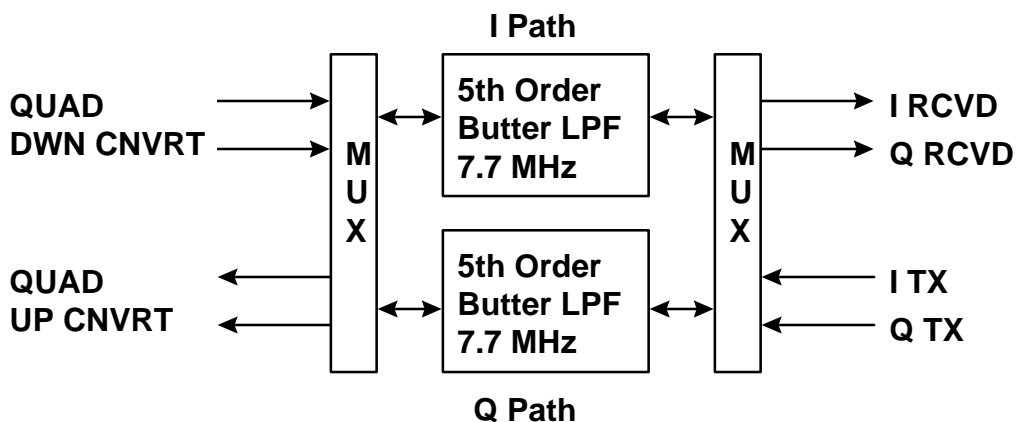 I Path
QUAD
DWN CNVRT
M
U
X
5th Order
Butter LPF
7.7 MHz
M
U
X
I RCVD
Q RCVD
QUAD
UP CNVRT
5th Order
Butter LPF
7.7 MHz
I TX
Q TX
Q Path